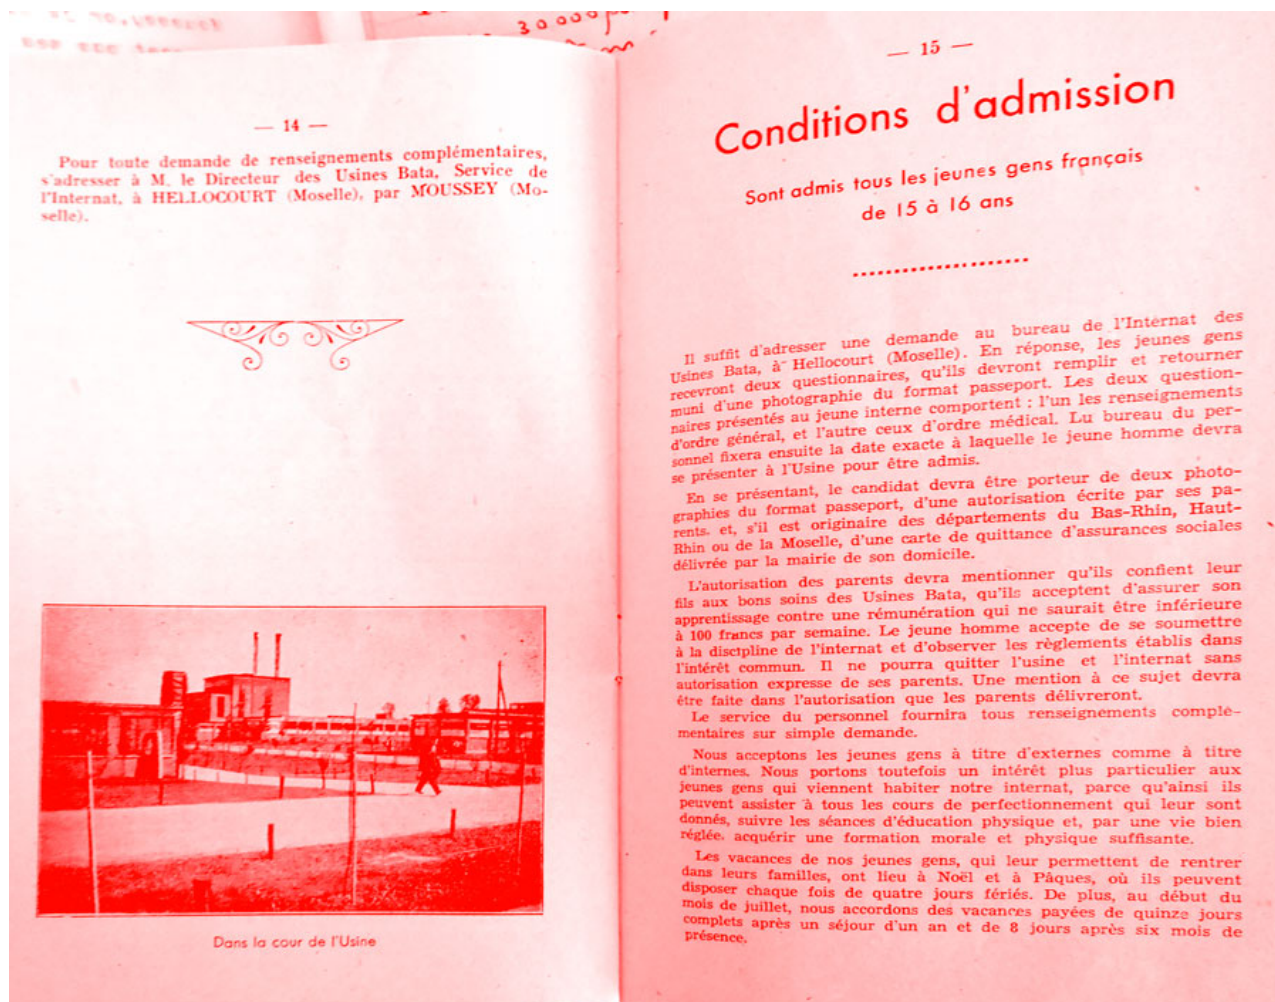 30000
— 14 —
Pour toute demande de renseignements complémentaires,
s'adresser à M. le Directeur des Usines Bata, Service de
l'Internat, à HELLOCOURT (Moselle), par MOUSSEY (Mo-
selle).
Dans la cour de l'Usine
— 15 —
Conditions d'admission
Sont admis tous les jeunes gens français
de 15 à 16 ans
Il suffit d'adresser une demande au bureau de l'Internat des
Usines Bata, à Hellocourt (Moselle). En réponse, les jeunes gens
recevront deux questionnaires, qu'ils devront remplir et retourner
muni d'une photographie du format passeport. Les deux question-
naires présentés au jeune interne comportent : l'un les renseignements
d'ordre général, et l'autre ceux d'ordre médical. Lu bureau du per-
sonnel fixera ensuite la date exacte à laquelle le jeune homme devra
se présenter à l'Usine pour être admis.
En se présentant, le candidat devra être porteur de deux photo-
graphies du format passeport, d'une autorisation écrite par ses pa-
rents. et, s'il est originaire des départements du Bas-Rhin, Haut-
Rhin ou de la Moselle, d'une carte de quittance d'assurances sociales
délivrée par la mairie de son domicile.
L'autorisation des parents devra mentionner qu'ils confient leur
fils aux bons soins des Usines Bata, qu'ils acceptent d'assurer son
apprentissage contre une rémunération qui ne saurait être inférieure
à 100 francs par semaine. Le jeune homme accepte de se soumettre
à la discipline de l'internat et d'observer les règlements établis dans
l'intérêt commun. Il ne pourra quitter l'usine et l'internat sans
autorisation expresse de ses parents. Une mention à ce sujet devra
être faite dans l'autorisation que les parents délivreront.
Le service du personnel fournira tous renseignements complé-
mentaires sur simple demande.
Nous acceptons les jeunes gens à titre d'externes comme à titre
d'internes. Nous portons toutefois un intérêt plus particulier aux
jeunes gens qui viennent habiter notre internat, parce qu'ainsi ils
peuvent assister à tous les cours de perfectionnement qui leur sont
donnés, suivre les séances d'éducation physique et, par une vie bien
réglée. acquérir une formation morale et physique suffisante.
Les vacances de nos jeunes gens, qui leur permettent de rentrer
dans leurs familles, ont lieu à Noël et à Pâques, où ils peuvent
disposer chaque fois de quatre jours fériés. De plus, au début du
mois de juillet, nous accordons des vacances payées de quinze jours
complets après un séjour d'un an et de 8 jours après six mois de
présence.